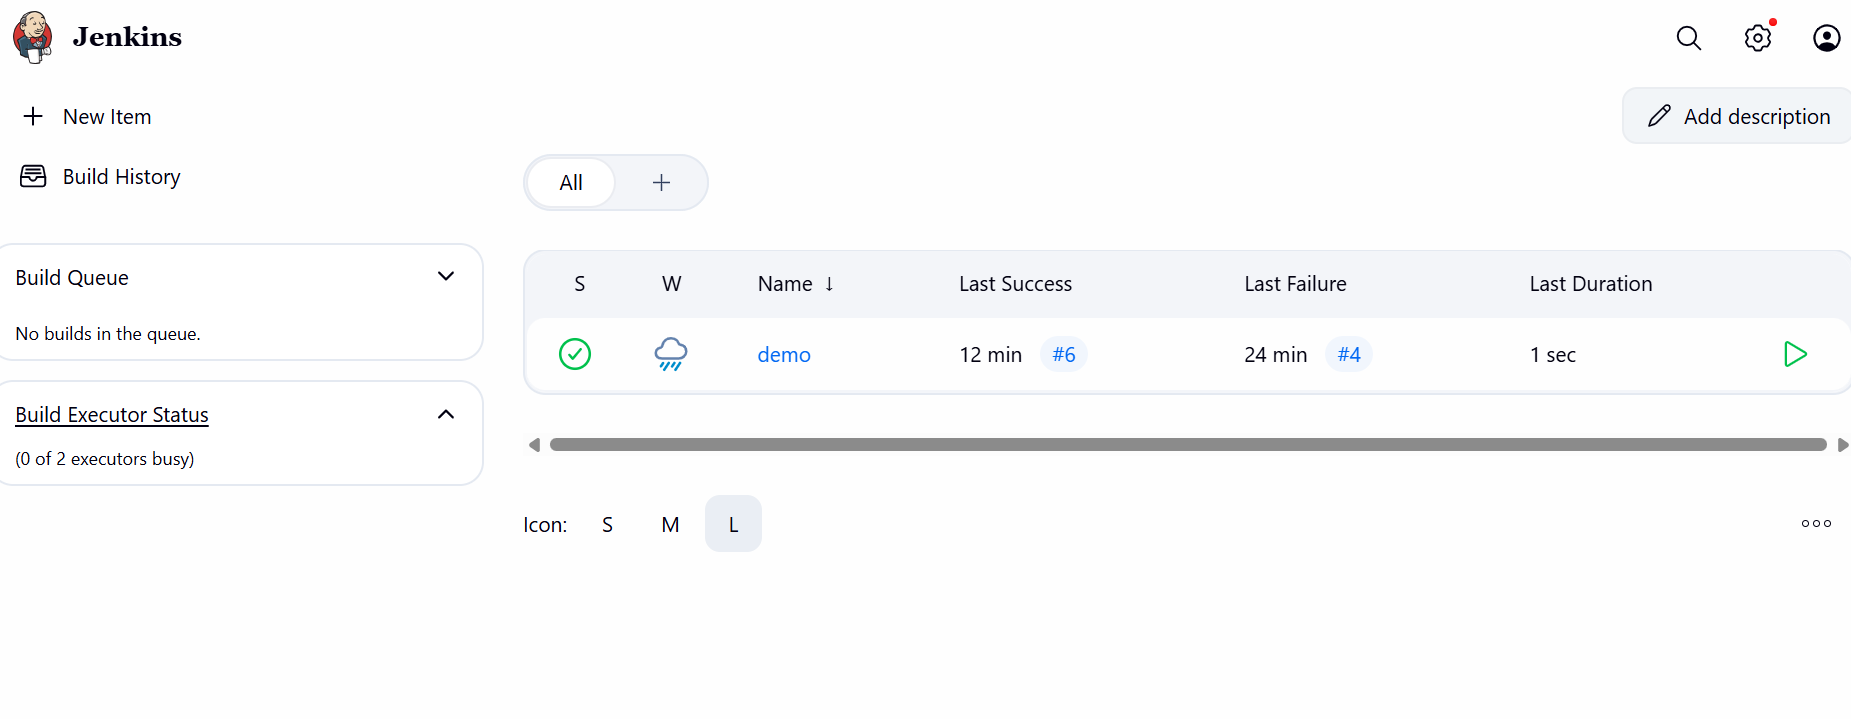 Jenkins
New Item
Add description
Build History
All
Build Queue
No builds in the queue.
Build Executor Status
(0 of 2 executors busy)
S W Name ↓ Last Success Last Failure Last Duration
demo 12 min #6 24 min #4 1 sec
Icon: S M L